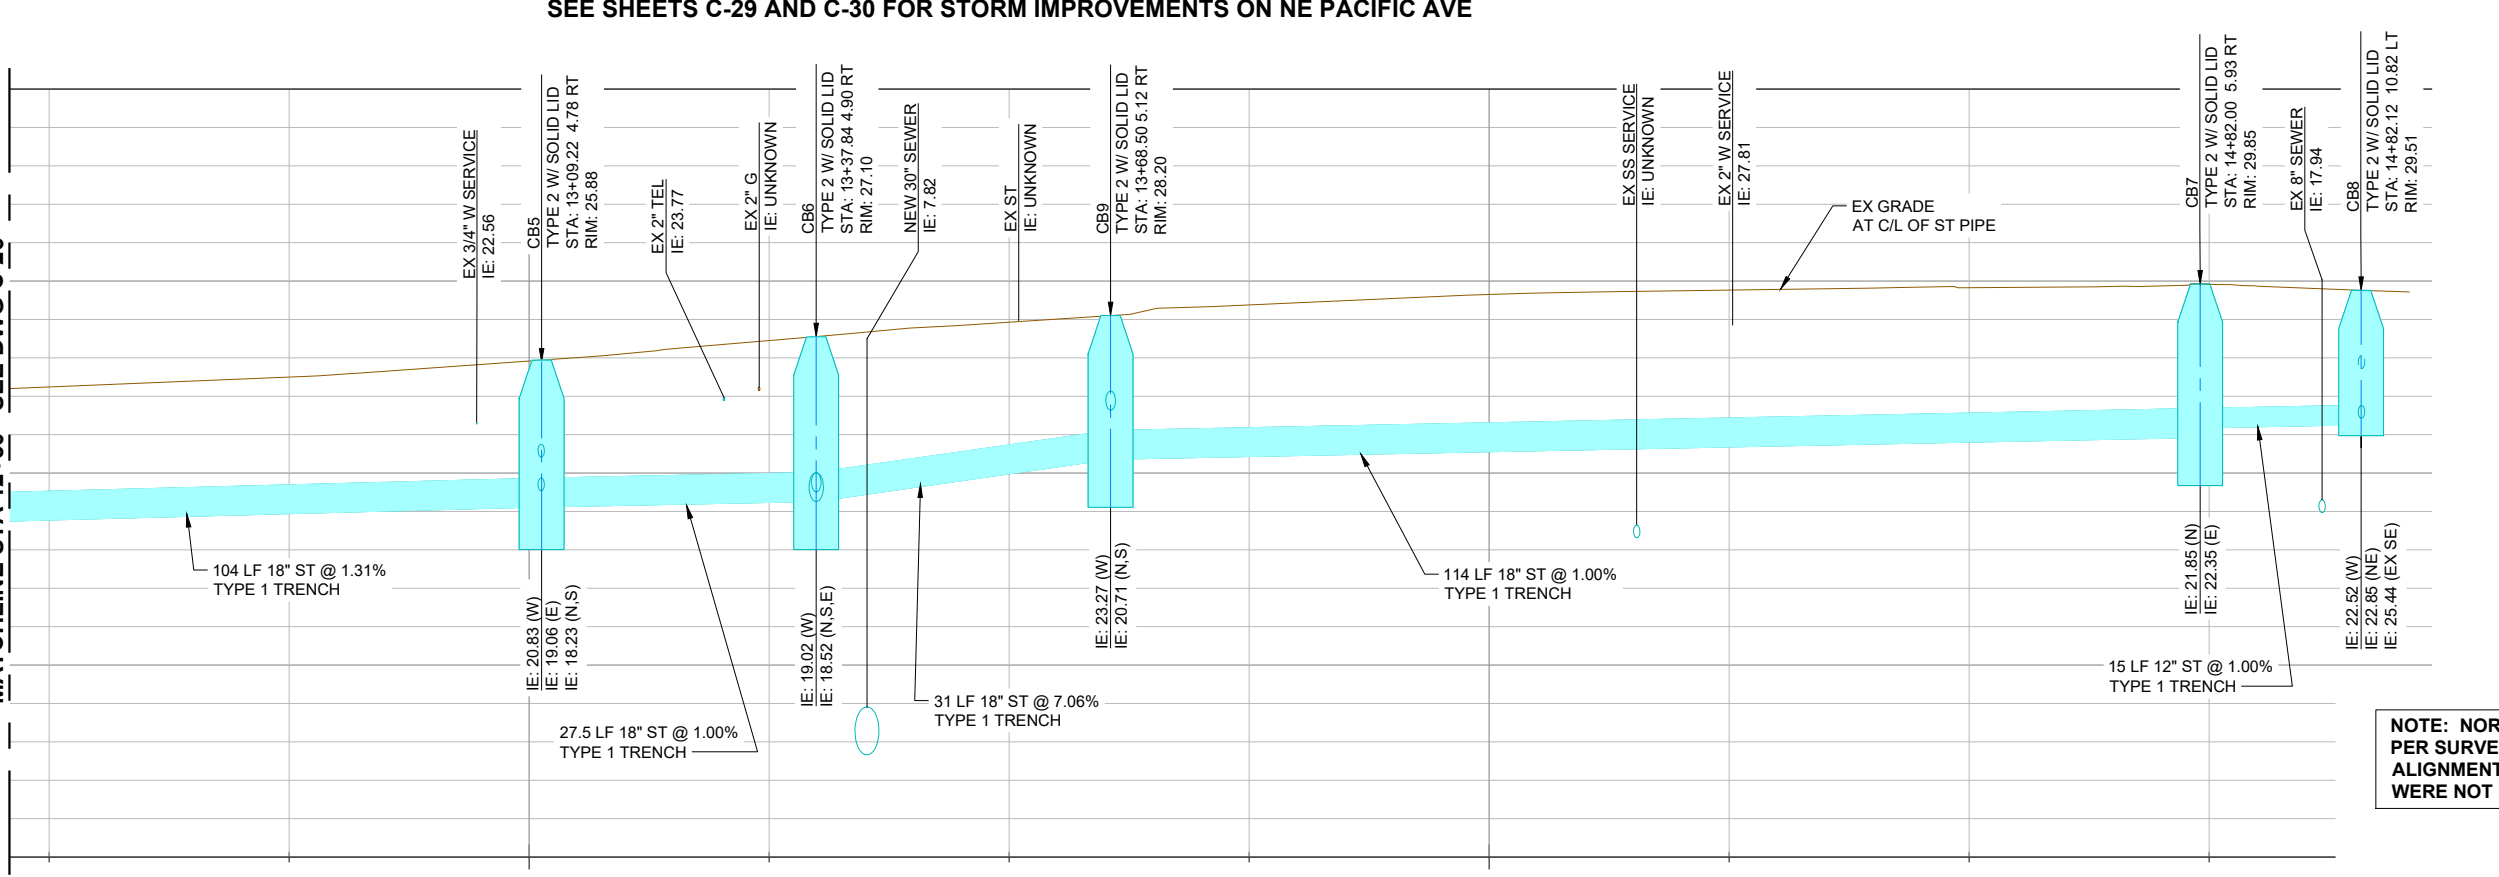 SEE SHEETS C-29 AND C-30 FOR STORM IMPROVEMENTS ON NE PACIFIC AVE
EX 3/4" W SERVICE
IE: 22.56
CB5
TYPE 2 W/ SOLID LID
STA: 13+09.22 4.78 RT
RIM: 25.88
EX 2" TEL
IE: 23.77
EX 2" G
IE: UNKNOWN
CB6
TYPE 2 W/ SOLID LID
STA: 13+37.84 4.90 RT
RIM: 27.10
NEW 30" SEWER
IE: 7.82
EX ST
IE: UNKNOWN
CB9
TYPE 2 W/ SOLID LID
STA: 13+68.50 5.12 RT
RIM: 28.20
EX SS SERVICE
IE: UNKNOWN
EX 2" W SERVICE
IE: 27.81
EX GRADE
AT C/L OF ST PIPE
CB7
TYPE 2 W/ SOLID LID
STA: 14+82.00 5.93 RT
RIM: 29.85
EX 8" SEWER
IE: 17.94
CB8
TYPE 2 W/ SOLID LID
STA: 14+82.12 10.82 LT
RIM: 29.51
104 LF 18" ST @ 1.31%
TYPE 1 TRENCH
IE: 20.83 (W)
IE: 19.06 (E)
IE: 18.23 (N,S)
27.5 LF 18" ST @ 1.00%
TYPE 1 TRENCH
IE: 19.02 (W)
IE: 18.52 (N,S,E)
31 LF 18" ST @ 7.06%
TYPE 1 TRENCH
IE: 23.27 (W)
IE: 20.71 (N,S)
114 LF 18" ST @ 1.00%
TYPE 1 TRENCH
IE: 21.85 (N)
IE: 22.35 (E)
15 LF 12" ST @ 1.00%
TYPE 1 TRENCH
IE: 22.52 (W)
IE: 22.85 (NE)
IE: 25.44 (EX SE)
NOTE: NOR
PER SURVE
ALIGNMENT
WERE NOT